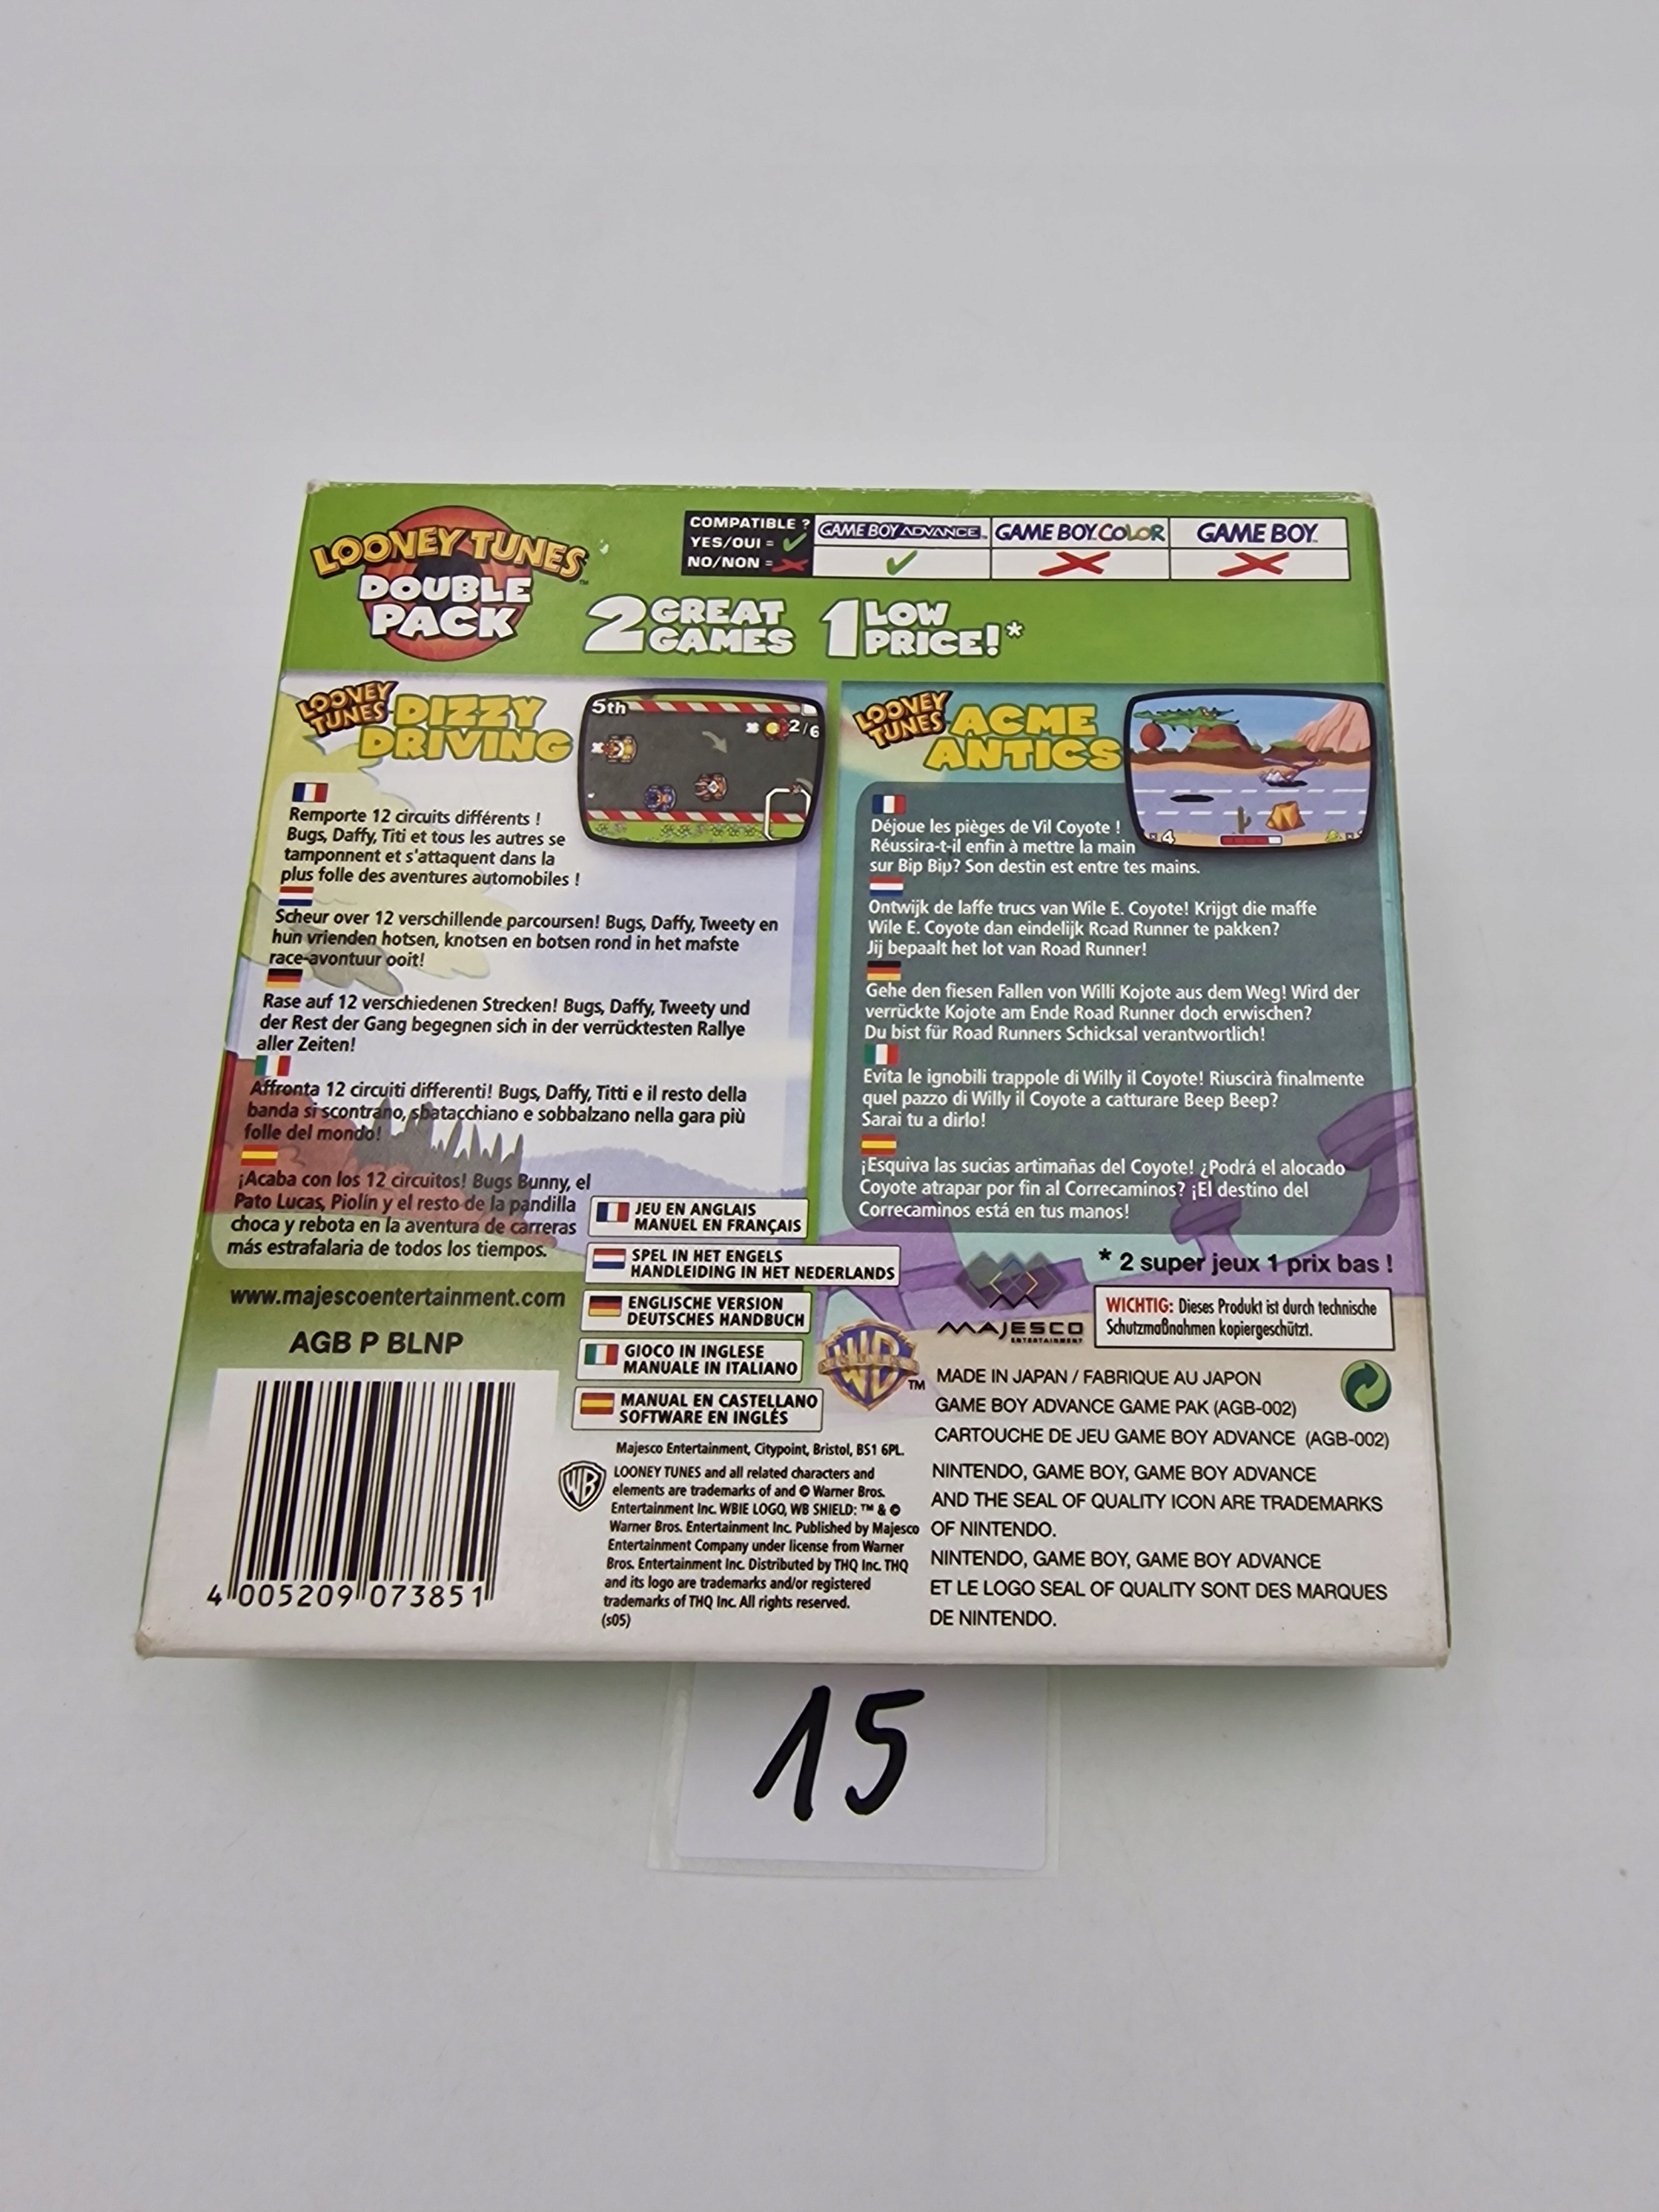 LOONEY TUNES™
DOUBLE
PACK
COMPATIBLE ?
YES/OUI =
NO/NON =
GAME BOY ADVANCE™
GAME BOY COLOR
GAME BOY™
2 GREAT GAMES
1 LOW PRICE!*
LOONEY TUNES
DIZZY
DRIVING
5th
2/6
Remporte 12 circuits différents !
Bugs, Daffy, Titi et tous les autres se
tamponnent et s'attaquent dans la
plus folle des aventures automobiles !
Scheur over 12 verschillende parcoursen! Bugs, Daffy, Tweety en
hun vrienden hotsen, knotsen en botsen rond in het mafste
race-avontuur ooit!
Rase auf 12 verschiedenen Strecken! Bugs, Daffy, Tweety und
der Rest der Gang begegnen sich in der verrücktesten Rallye
aller Zeiten!
Affronta 12 circuiti differenti! Bugs, Daffy, Titti e il resto della
banda si scontrano, sbatacchiano e sobbalzano nella gara più
folle del mondo!
¡Acaba con los 12 circuitos! Bugs Bunny, el
Pato Lucas, Piolín y el resto de la pandilla
choca y rebota en la aventura de carreras
más estrafalaria de todos los tiempos.
LOONEY TUNES
ACME
ANTICS
4
Déjoue les pièges de Vil Coyote !
Réussira-t-il enfin à mettre la main
sur Bip Bip? Son destin est entre tes mains.
Ontwijk de laffe trucs van Wile E. Coyote! Krijgt die maffe
Wile E. Coyote dan eindelijk Road Runner te pakken?
Jij bepaalt het lot van Road Runner!
Gehe den fiesen Fallen von Willi Kojote aus dem Weg! Wird der
verrückte Kojote am Ende Road Runner doch erwischen?
Du bist für Road Runners Schicksal verantwortlich!
Evita le ignobili trappole di Willy il Coyote! Riuscirà finalmente
quel pazzo di Willy il Coyote a catturare Beep Beep?
Sarai tu a dirlo!
¡Esquiva las sucias artimañas del Coyote! ¿Podrá el alocado
Coyote atrapar por fin al Correcaminos? ¡El destino del
Correcaminos está en tus manos!
www.majescoentertainment.com
AGB P BLNP
4 005209 073851
JEU EN ANGLAIS
MANUEL EN FRANÇAIS
SPEL IN HET ENGELS
HANDLEIDING IN HET NEDERLANDS
ENGLISCHE VERSION
DEUTSCHES HANDBUCH
GIOCO IN INGLESE
MANUALE IN ITALIANO
MANUAL EN CASTELLANO
SOFTWARE EN INGLÉS
WB
TM
MAJESCO
ENTERTAINMENT
* 2 super jeux 1 prix bas !
WICHTIG: Dieses Produkt ist durch technische
Schutzmaßnahmen kopiergeschützt.
Majesco Entertainment, Citypoint, Bristol, BS1 6PL.
WB
LOONEY TUNES and all related characters and
elements are trademarks of and © Warner Bros.
Entertainment Inc. WBIE LOGO, WB SHIELD: ™ & ©
Warner Bros. Entertainment Inc. Published by Majesco
Entertainment Company under license from Warner
Bros. Entertainment Inc. Distributed by THQ Inc. THQ
and its logo are trademarks and/or registered
trademarks of THQ Inc. All rights reserved.
(s05)
MADE IN JAPAN / FABRIQUE AU JAPON
GAME BOY ADVANCE GAME PAK (AGB-002)
CARTOUCHE DE JEU GAME BOY ADVANCE (AGB-002)
NINTENDO, GAME BOY, GAME BOY ADVANCE
AND THE SEAL OF QUALITY ICON ARE TRADEMARKS
OF NINTENDO.
NINTENDO, GAME BOY, GAME BOY ADVANCE
ET LE LOGO SEAL OF QUALITY SONT DES MARQUES
DE NINTENDO.
15